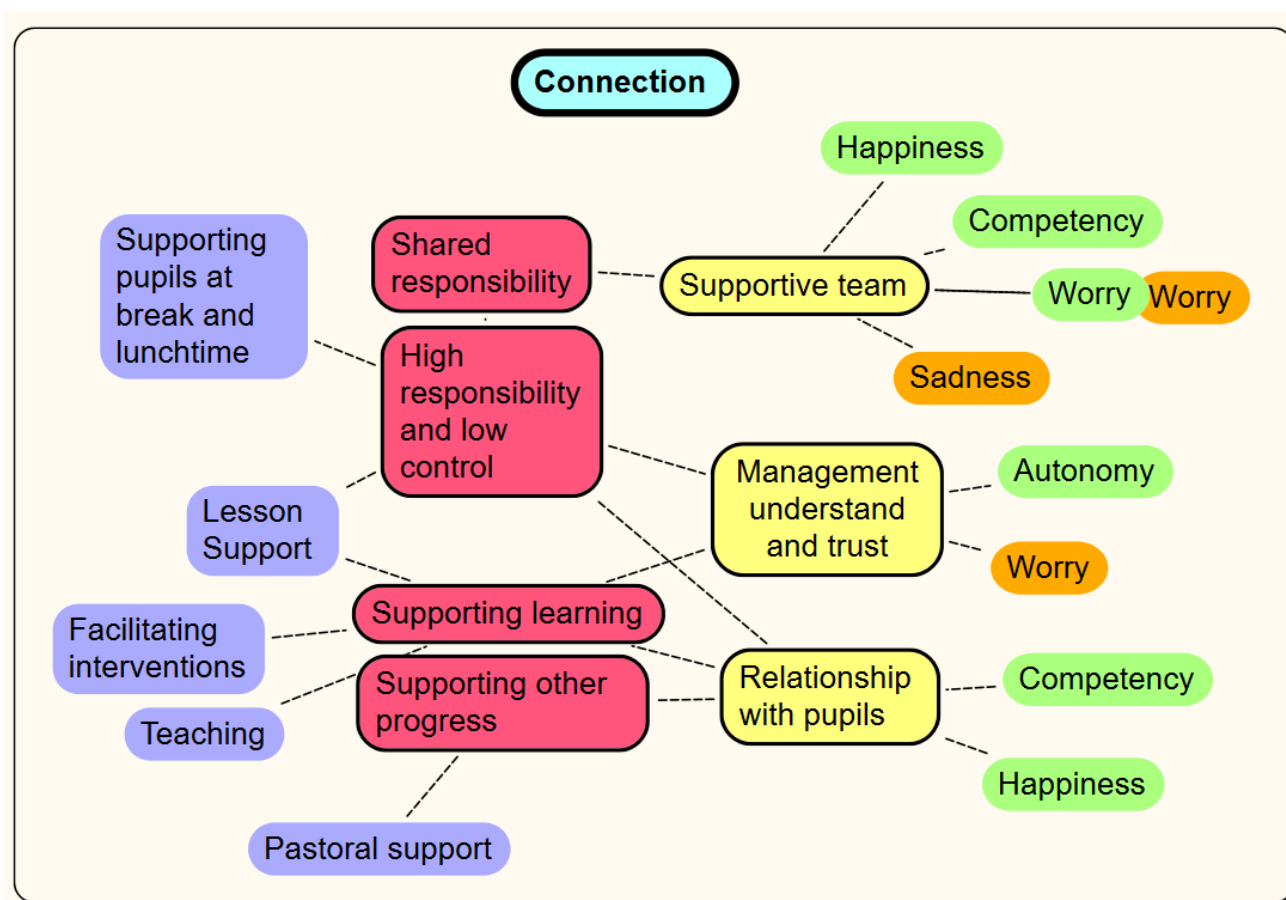 Connection
Happiness
Competency
Supporting
pupils at
break and
lunchtime
Shared
responsibility
Supportive team
Worry
Worry
Sadness
High
responsibility
and low
control
Management
understand
and trust
Autonomy
Worry
Lesson
Support
Supporting learning
Facilitating
interventions
Teaching
Supporting other
progress
Relationship
with pupils
Competency
Happiness
Pastoral support